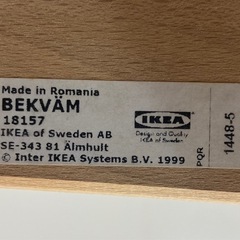 Made in Romania
BEKVÄM
18157
IKEA of Sweden AB
SE-343 81 Älmhult
© Inter IKEA Systems B.V. 1999
IKEA
Design and Quality
IKEA of Sweden
PQR
1448-5